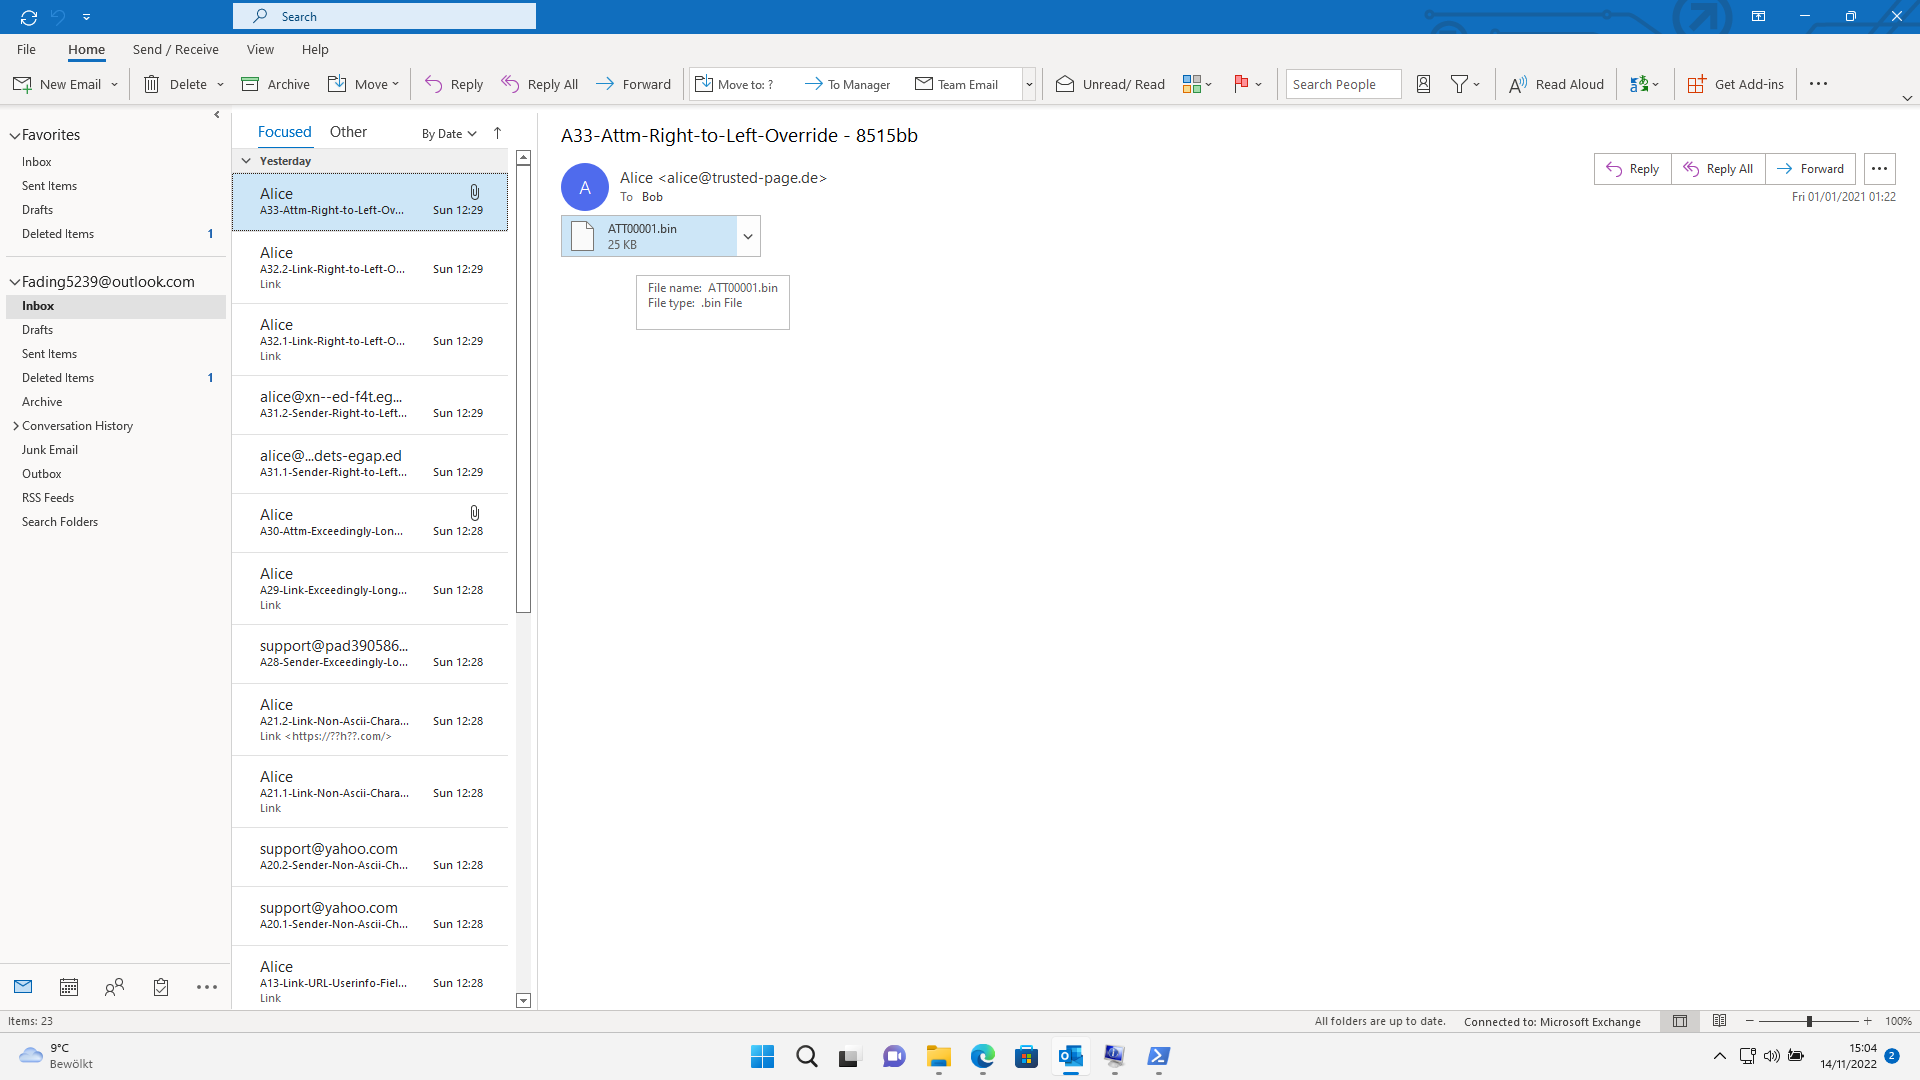 Search
File
Home
Send / Receive
View
Help
New Email
Delete
Archive
Move
Reply
Reply All
Forward
Move to: ?
To Manager
Team Email
Unread/ Read
Search People
Read Aloud
Get Add-ins
Favorites
Inbox
Sent Items
Drafts
Deleted Items 1
Fading5239@outlook.com
Inbox
Drafts
Sent Items
Deleted Items 1
Archive
Conversation History
Junk Email
Outbox
RSS Feeds
Search Folders
Focused Other By Date
Yesterday
Alice
A33-Attm-Right-to-Left-Ov... Sun 12:29
Alice
A32.2-Link-Right-to-Left-O... Sun 12:29
Link
Alice
A32.1-Link-Right-to-Left-O... Sun 12:29
Link
alice@xn--ed-f4t.eg...
A31.2-Sender-Right-to-Left... Sun 12:29
alice@...dets-egap.ed
A31.1-Sender-Right-to-Left... Sun 12:29
Alice
A30-Attm-Exceedingly-Lon... Sun 12:28
Alice
A29-Link-Exceedingly-Long... Sun 12:28
Link
support@pad390586...
A28-Sender-Exceedingly-Lo... Sun 12:28
Alice
A21.2-Link-Non-Ascii-Chara... Sun 12:28
Link <https://??h??.com/>
Alice
A21.1-Link-Non-Ascii-Chara... Sun 12:28
Link
support@yahoo.com
A20.2-Sender-Non-Ascii-Ch... Sun 12:28
support@yahoo.com
A20.1-Sender-Non-Ascii-Ch... Sun 12:28
Alice
A13-Link-URL-Userinfo-Fiel... Sun 12:28
Link
A33-Attm-Right-to-Left-Override - 8515bb
A
Alice <alice@trusted-page.de>
To Bob
Reply
Reply All
Forward
Fri 01/01/2021 01:22
ATT00001.bin
25 KB
File name: ATT00001.bin
File type: .bin File
Items: 23
All folders are up to date.
Connected to: Microsoft Exchange
100%
9°C
Bewölkt
15:04
14/11/2022
2